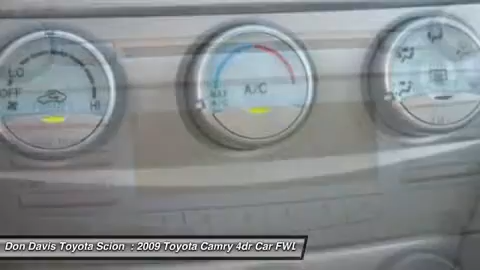 LO
OFF
HI
A/C
Don Davis Toyota Scion : 2009 Toyota Camry 4dr Car FWD